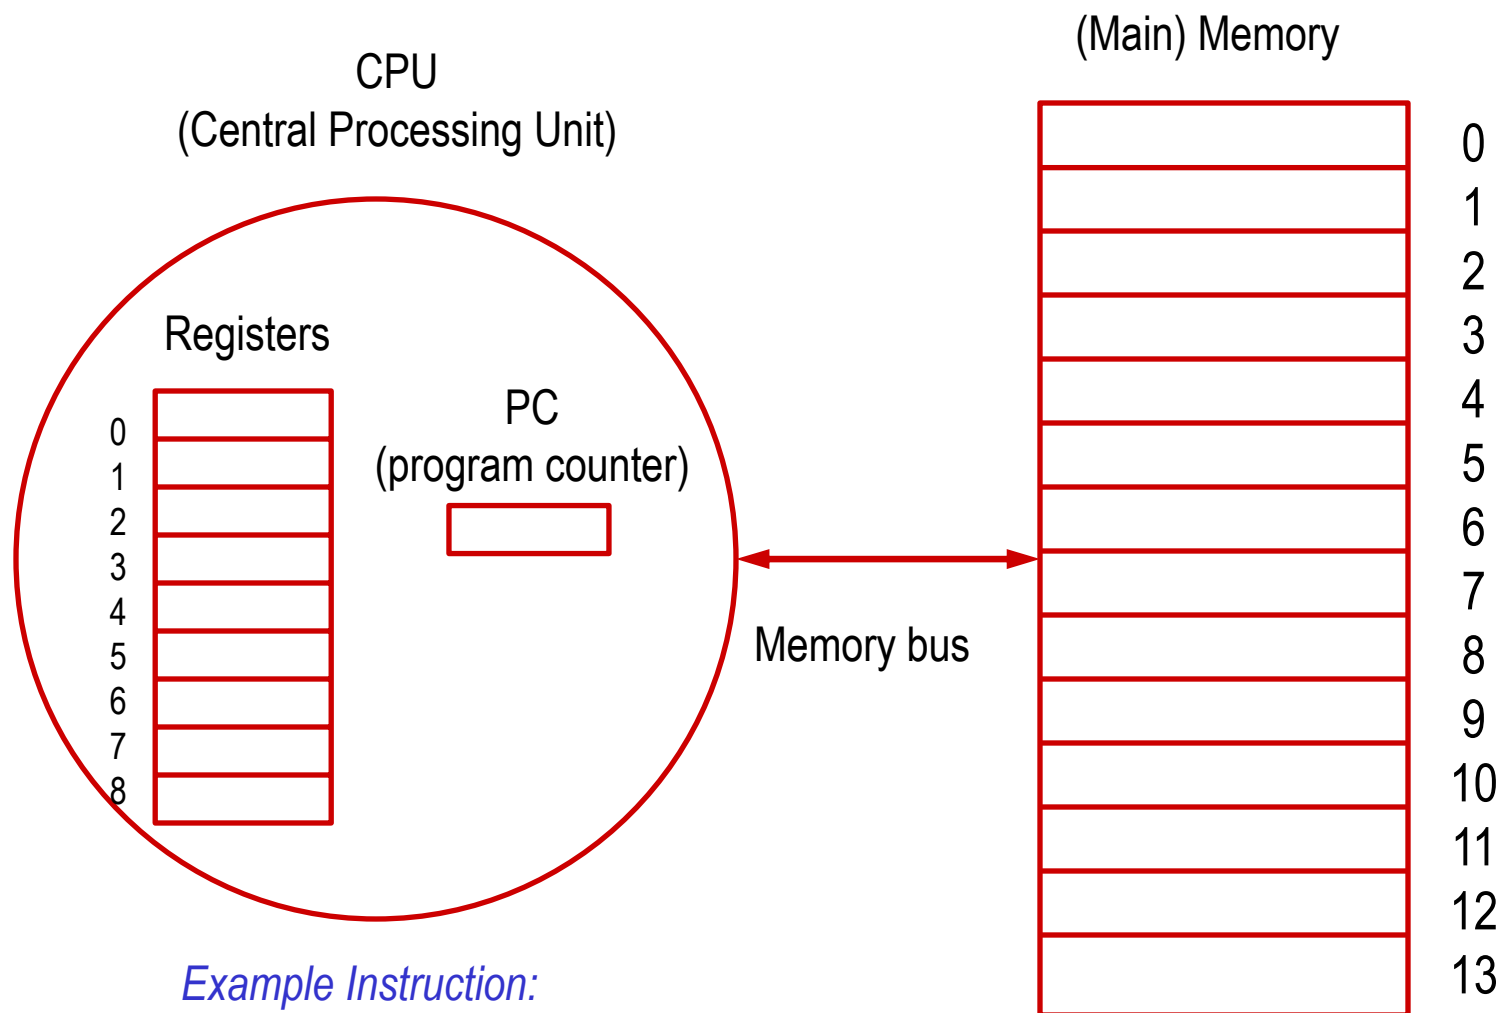 CPU
(Central Processing Unit)
Registers
0
1
2
3
4
5
6
7
8
PC
(program counter)
Memory bus
Example Instruction:
(Main) Memory
0
1
2
3
4
5
6
7
8
9
10
11
12
13